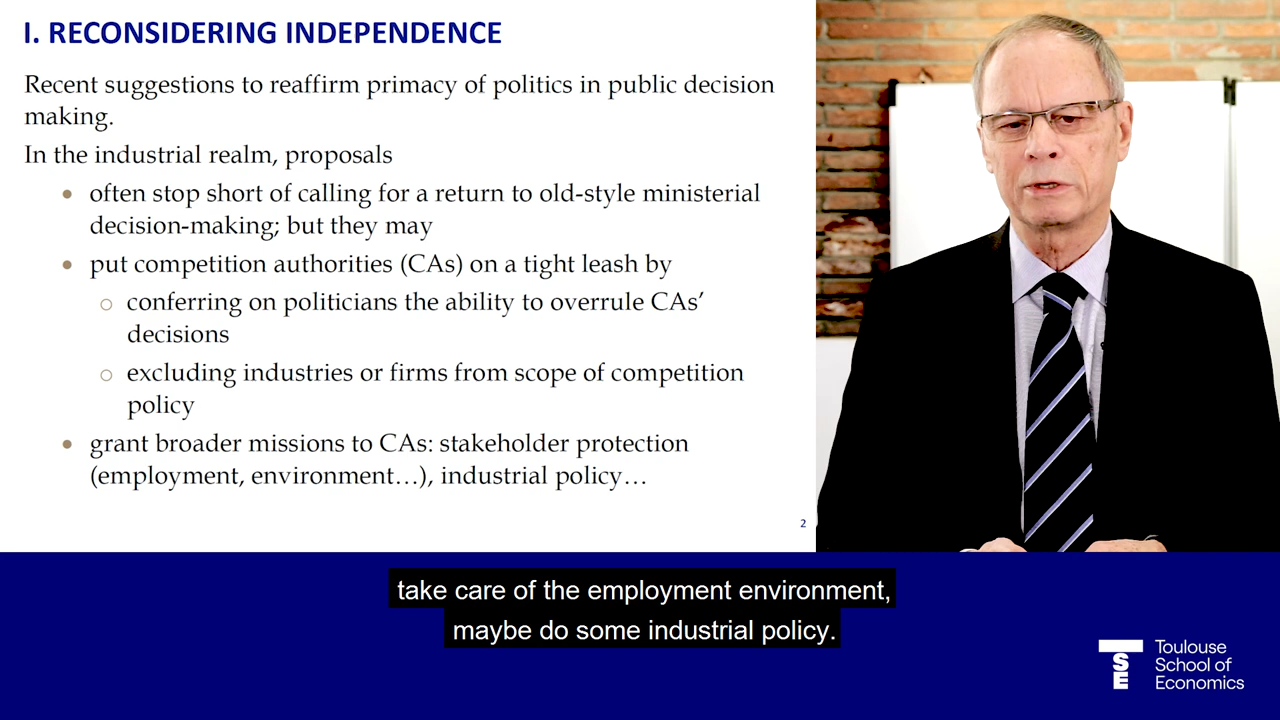 I. RECONSIDERING INDEPENDENCE
Recent suggestions to reaffirm primacy of politics in public decision
making.
In the industrial realm, proposals
• often stop short of calling for a return to old-style ministerial
decision-making; but they may
• put competition authorities (CAs) on a tight leash by
○ conferring on politicians the ability to overrule CAs’
decisions
○ excluding industries or firms from scope of competition
policy
• grant broader missions to CAs: stakeholder protection
(employment, environment…), industrial policy…
2
take care of the employment environment,
maybe do some industrial policy.
TSE
Toulouse
School of
Economics